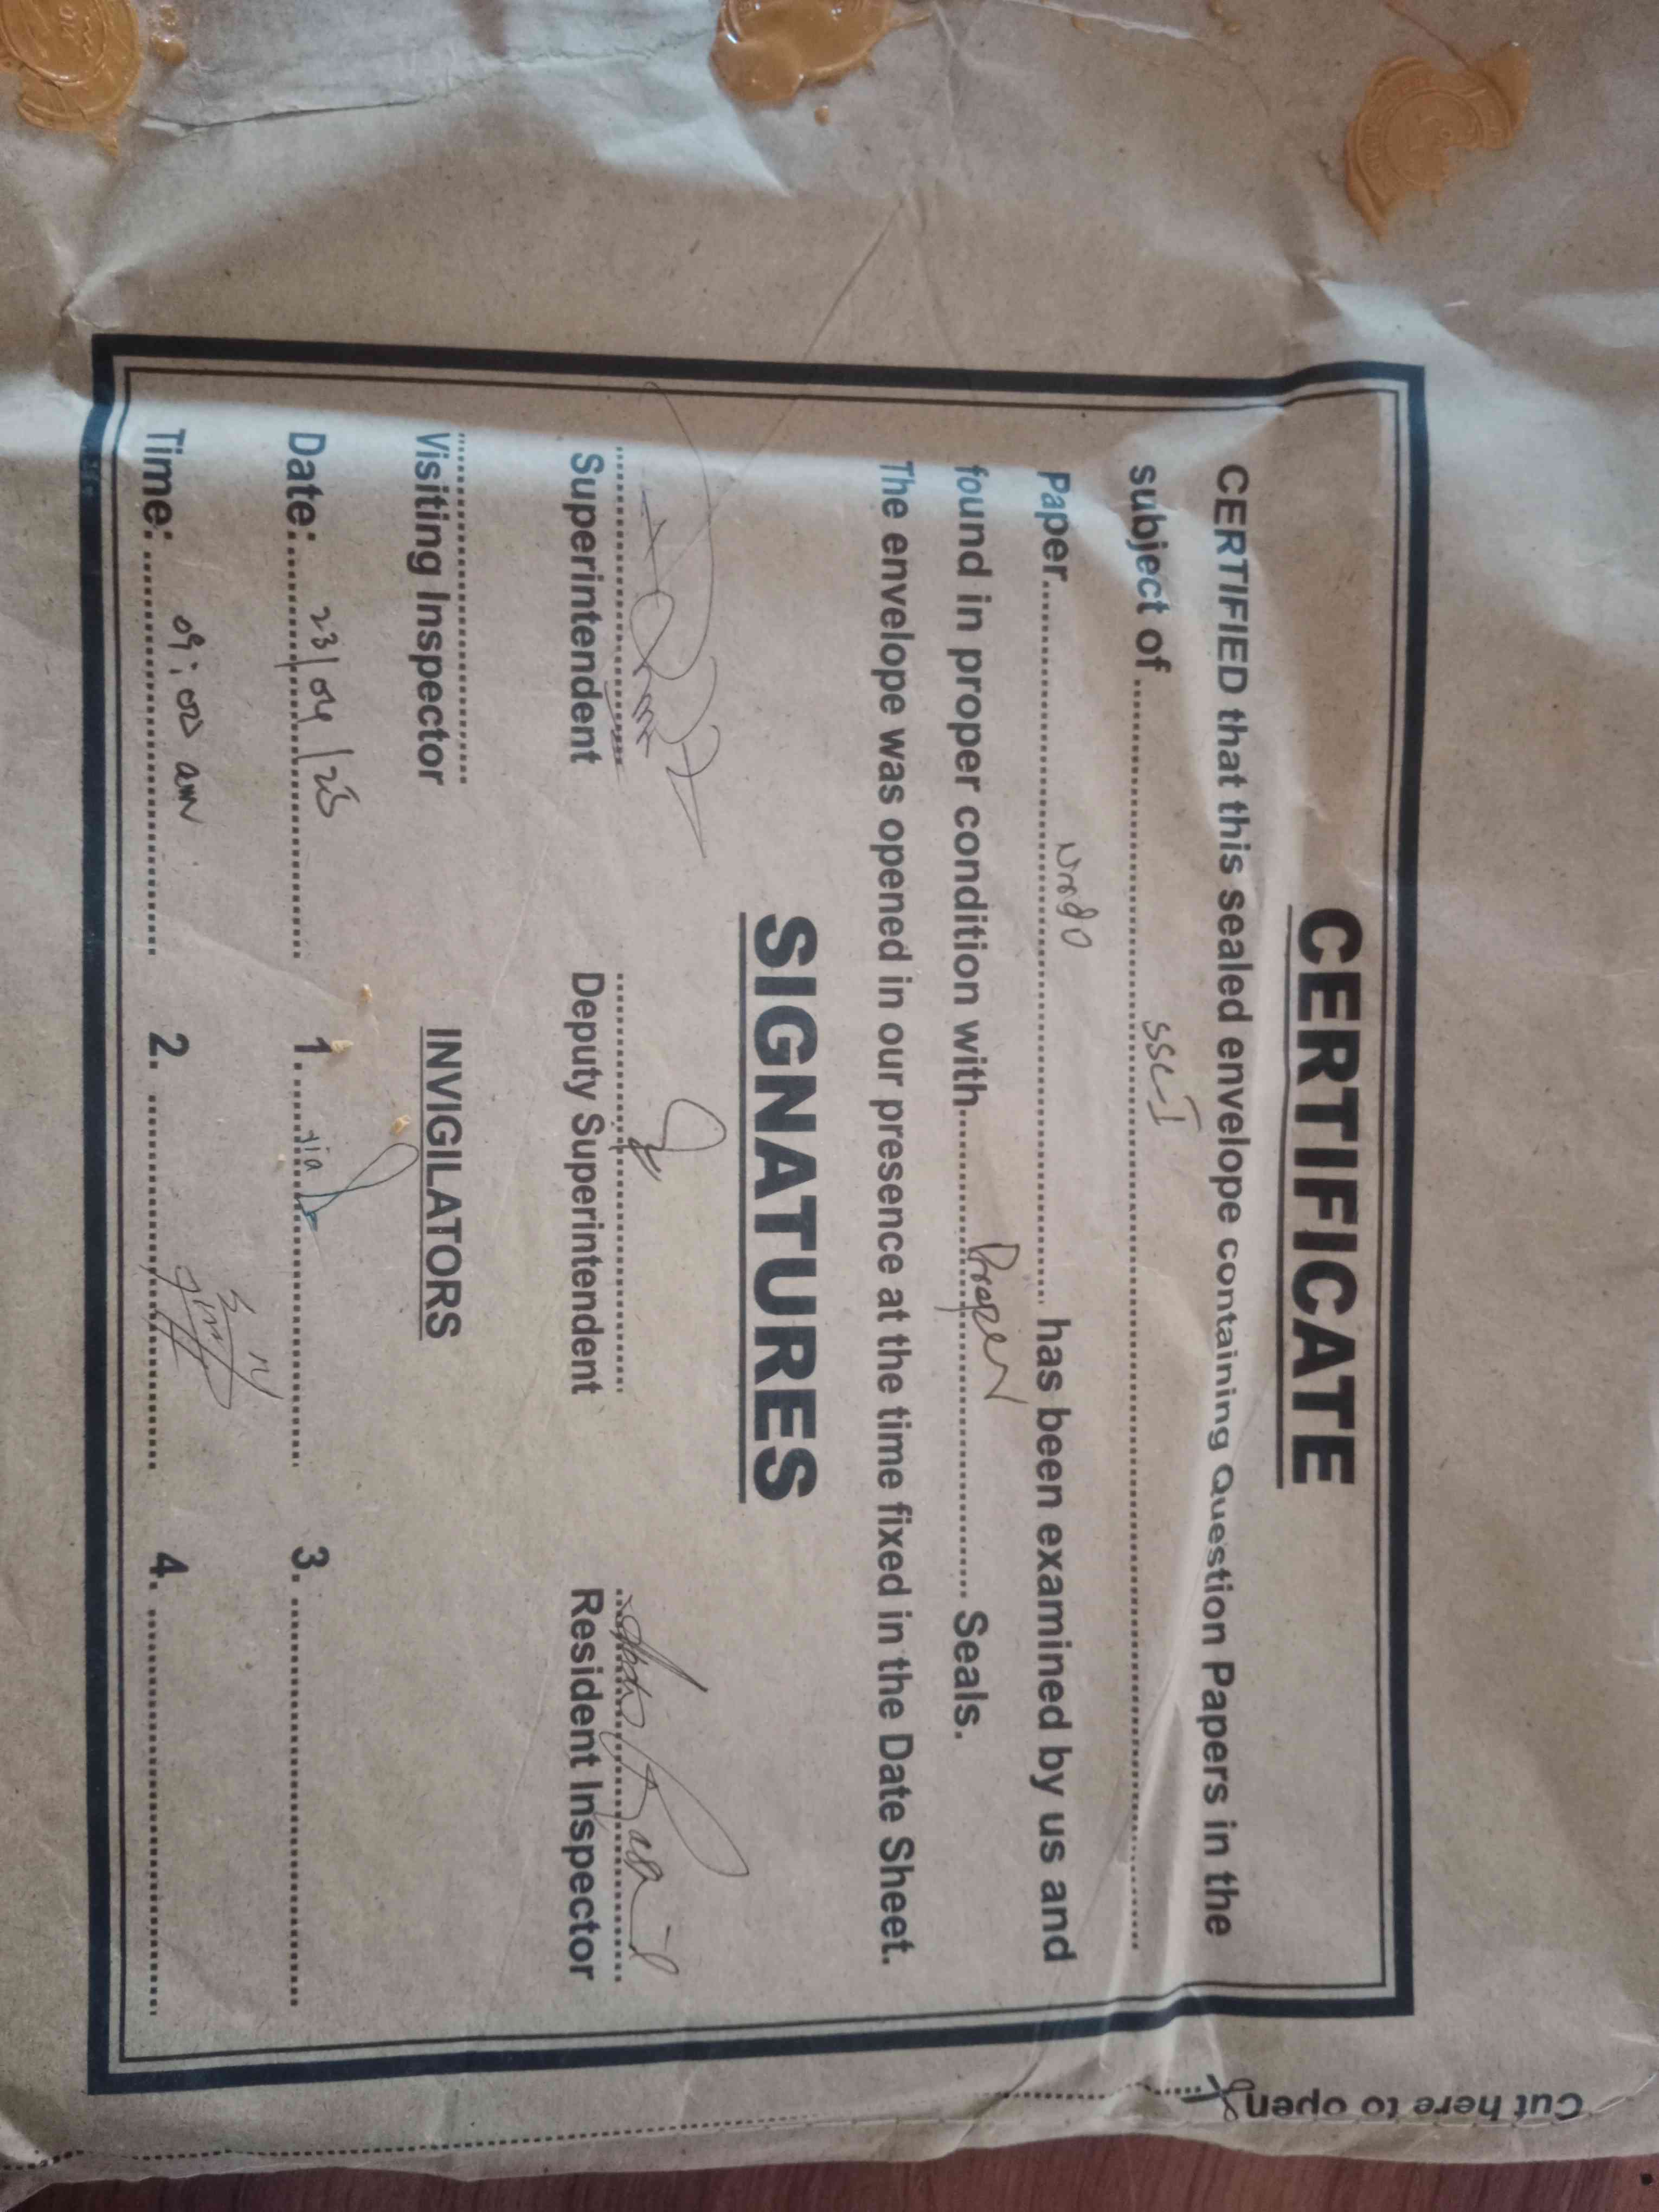 CERTIFICATE
CERTIFIED that this sealed envelope containing Question Papers in the
subject of ........ SSC-I ........
Paper ........ Urdu ........ has been examined by us and
found in proper condition with ........ Proper ........ Seals.
The envelope was opened in our presence at the time fixed in the Date Sheet.
SIGNATURES
Superintendent Deputy Superintendent Resident Inspector
Visiting Inspector INVIGILATORS
Date: 23/04/25 1. 3.
Time: 09:00 am 2. 4.
Cut here to open